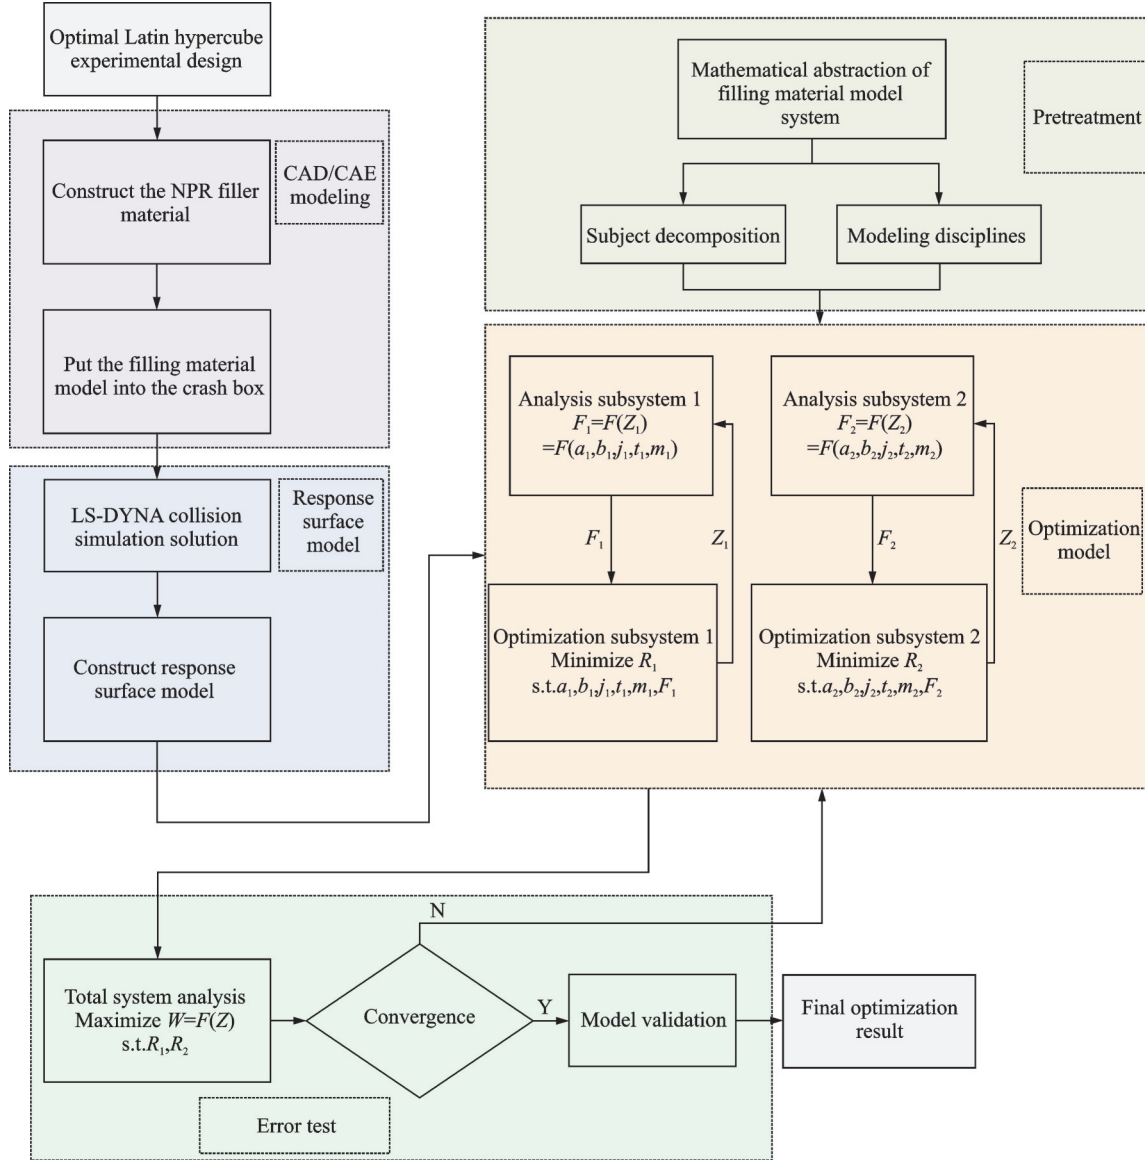 Optimal Latin hypercube
experimental design
Construct the NPR filler
material
CAD/CAE
modeling
Put the filling material
model into the crash box
LS-DYNA collision
simulation solution
Response
surface
model
Construct response
surface model
Mathematical abstraction of
filling material model
system
Pretreatment
Subject decomposition
Modeling disciplines
Analysis subsystem 1
F₁=F(Z₁)
=F(a₁,b₁,j₁,t₁,m₁)
Analysis subsystem 2
F₂=F(Z₂)
=F(a₂,b₂,j₂,t₂,m₂)
F₁
Z₁
F₂
Z₂
Optimization
model
Optimization subsystem 1
Minimize R₁
s.t.a₁,b₁,j₁,t₁,m₁,F₁
Optimization subsystem 2
Minimize R₂
s.t.a₂,b₂,j₂,t₂,m₂,F₂
N
Total system analysis
Maximize W=F(Z)
s.t.R₁,R₂
Convergence
Y
Model validation
Final optimization
result
Error test